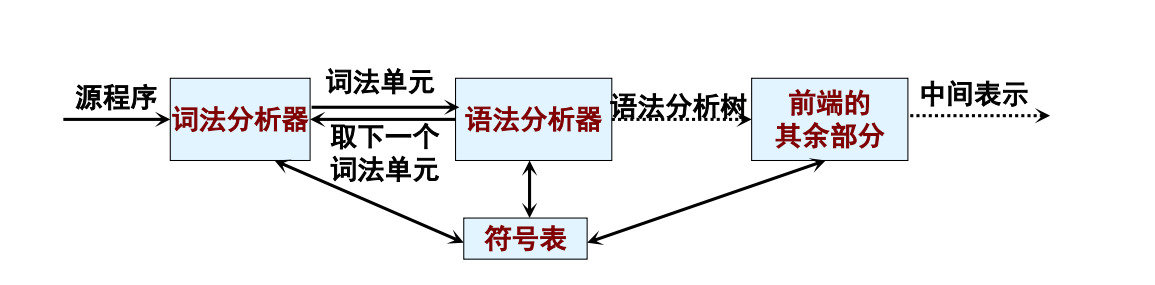 源程序
词法分析器
词法单元
取下一个
词法单元
语法分析器
语法分析树
前端的
其余部分
中间表示
符号表